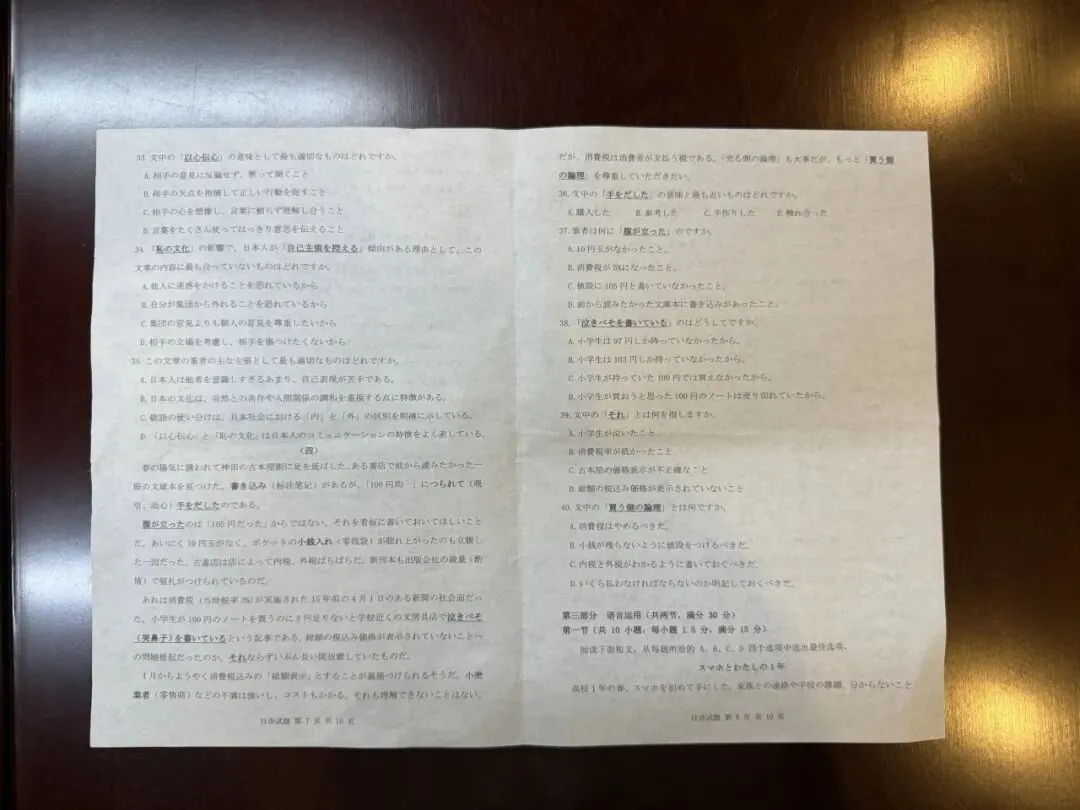 33. 文中の「以心伝心」の意味として最も適切なものはどれですか。
A. 相手の意見に反論せず、黙って聞くこと
B. 相手の欠点を指摘して正しい行動を促すこと
C. 相手の心を想像し、言葉に頼らず理解し合うこと
D. 言葉をたくさん使ってはっきり意思を伝えること
34. 「恥の文化」の影響で、日本人が「自己主張を控える」傾向がある理由として、この
文章の内容に最も合っていないものはどれですか。
A. 他人に迷惑をかけることを恐れているから
B. 自分が集団から外れることを恐れているから
C. 集団の意見よりも個人の意見を尊重したいから
D. 相手の立場を考慮し、相手を傷つけたくないから
35. この文章の筆者の主な主張として最も適切なものはどれですか。
A. 日本人は他者を意識しすぎるあまり、自己表現が苦手である。
B. 日本の文化は、自然との共存や人間関係の調和を重視する点に特徴がある。
C. 敬語の使い分けは、日本社会における「内」と「外」の区別を明確に示している。
D. 「以心伝心」と「恥の文化」は日本人のコミュニケーションの特徴をよく表している。
（四）
春の陽気に誘われて神田の古本屋街に足を延ばした。ある書店で前から読みたかった一
冊の文庫本を見つけた。書き込み（标注笔记）があるが、「100 円均一」につられて（吸
引、动心）手をだしたのである。
腹が立ったのは「105 円だった」からではない。それを看板に書いておいてほしいこと
だ。あいにく 10 円玉がなく、ポケットの小銭入れ（零钱袋）が膨れ上がったのも立腹し
た一因だった。古書店は店によって内税、外税ばらばらだ。新刊本も出版会社の裁量（酌
情）で値札がつけられているのだ。
あれは消費税（当時税率 3%）が実施された 15 年前の 4 月 1 日のある新聞の社会面だっ
た。小学生が 100 円のノートを買うのに 3 円足りないと学校近くの文房具店で泣きべそ
（哭鼻子）を書いているという記事である。総額の税込み価格が表示されていないことへ
の問題提起だったのか。それならずいぶん長い間放置していたものだ。
4 月からようやく消費税込みの「総額表示」とすることが義務づけられるそうだ。小売
業者（零售商）などの不満は強いし、コストもかかる。それも理解できないことはない。
日语试题 第 7 页 共 10 页
だが、消費税は消費者が支払う税である。「売る側の論理」も大事だが、もっと「買う側
の論理」を尊重していただきたい。
36. 文中の「手をだした」の意味と最も近いものはどれですか。
A. 購入した B. 参考した C. 手作りした D. 触れ合った
37. 筆者は何に「腹が立った」のですか。
A. 10 円玉がなかったこと。
B. 消費税が 5%になったこと。
C. 値段に 105 円と書いていなかったこと。
D. 前から読みたかった文庫本に書き込みがあったこと。
38. 「泣きべそを書いている」のはどうしてですか。
A. 小学生は 97 円しか持っていなかったから。
B. 小学生は 103 円しか持っていなかったから。
C. 小学生が持っていた 100 円では買えなかったから。
D. 小学生が買おうと思った 100 円のノートは売り切れていたから。
39. 文中の「それ」とは何を指しますか。
A. 小学生が泣いたこと
B. 消費税率が低かったこと
C. 古本屋の価格表示が不正確なこと
D. 総額の税込み価格が表示されていないこと
40. 文中の「買う側の論理」とは何ですか。
A. 消費税はやめるべきだ。
B. 小銭が残らないように値段をつけるべきだ。
C. 内税と外税がわかるように書いておくべきだ。
D. いくら払わなければならないのか明記しておくべきだ。
第三部分 语言运用（共两节，满分 30 分）
第一节（共 10 小题；每小题 1.5 分，满分 15 分）
阅读下面短文，从每题所给的 A、B、C、D 四个选项中选出最佳选项。
スマホとわたしの１年
高校 1 年の春、スマホを初めて手にした。家族との連絡や学校の課題、分からないこと
日语试题 第 8 页 共 10 页